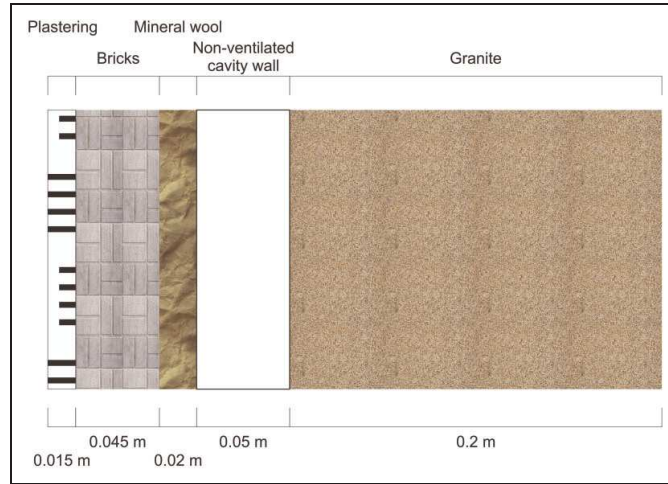 Plastering
Mineral wool
Bricks
Non-ventilated
cavity wall
Granite
0.045 m
0.05 m
0.2 m
0.015 m
0.02 m